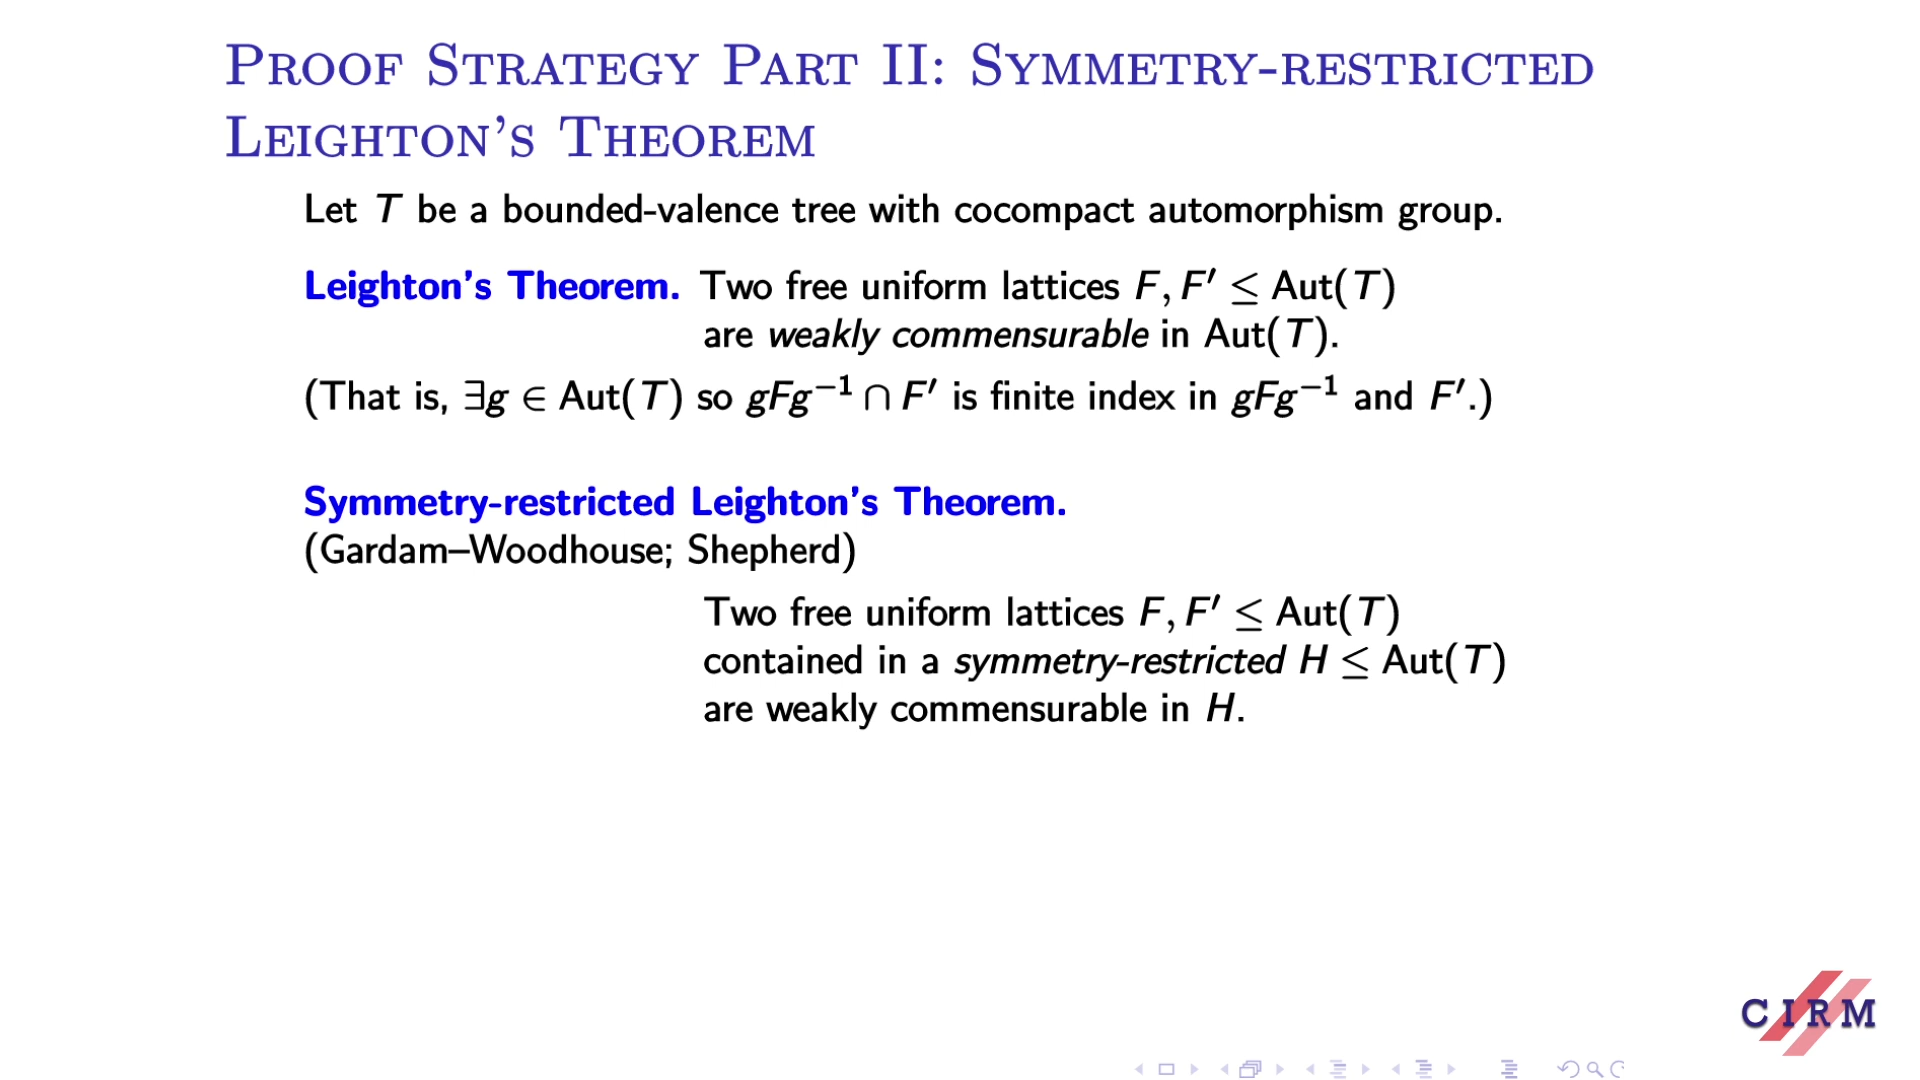 PROOF STRATEGY PART II: SYMMETRY-RESTRICTED
LEIGHTON'S THEOREM
Let T be a bounded-valence tree with cocompact automorphism group.
Leighton's Theorem. Two free uniform lattices F, F′ ≤ Aut(T)
are weakly commensurable in Aut(T).
(That is, ∃g ∈ Aut(T) so gFg⁻¹ ∩ F′ is finite index in gFg⁻¹ and F′.)
Symmetry-restricted Leighton's Theorem.
(Gardam–Woodhouse; Shepherd)
Two free uniform lattices F, F′ ≤ Aut(T)
contained in a symmetry-restricted H ≤ Aut(T)
are weakly commensurable in H.
CIRM